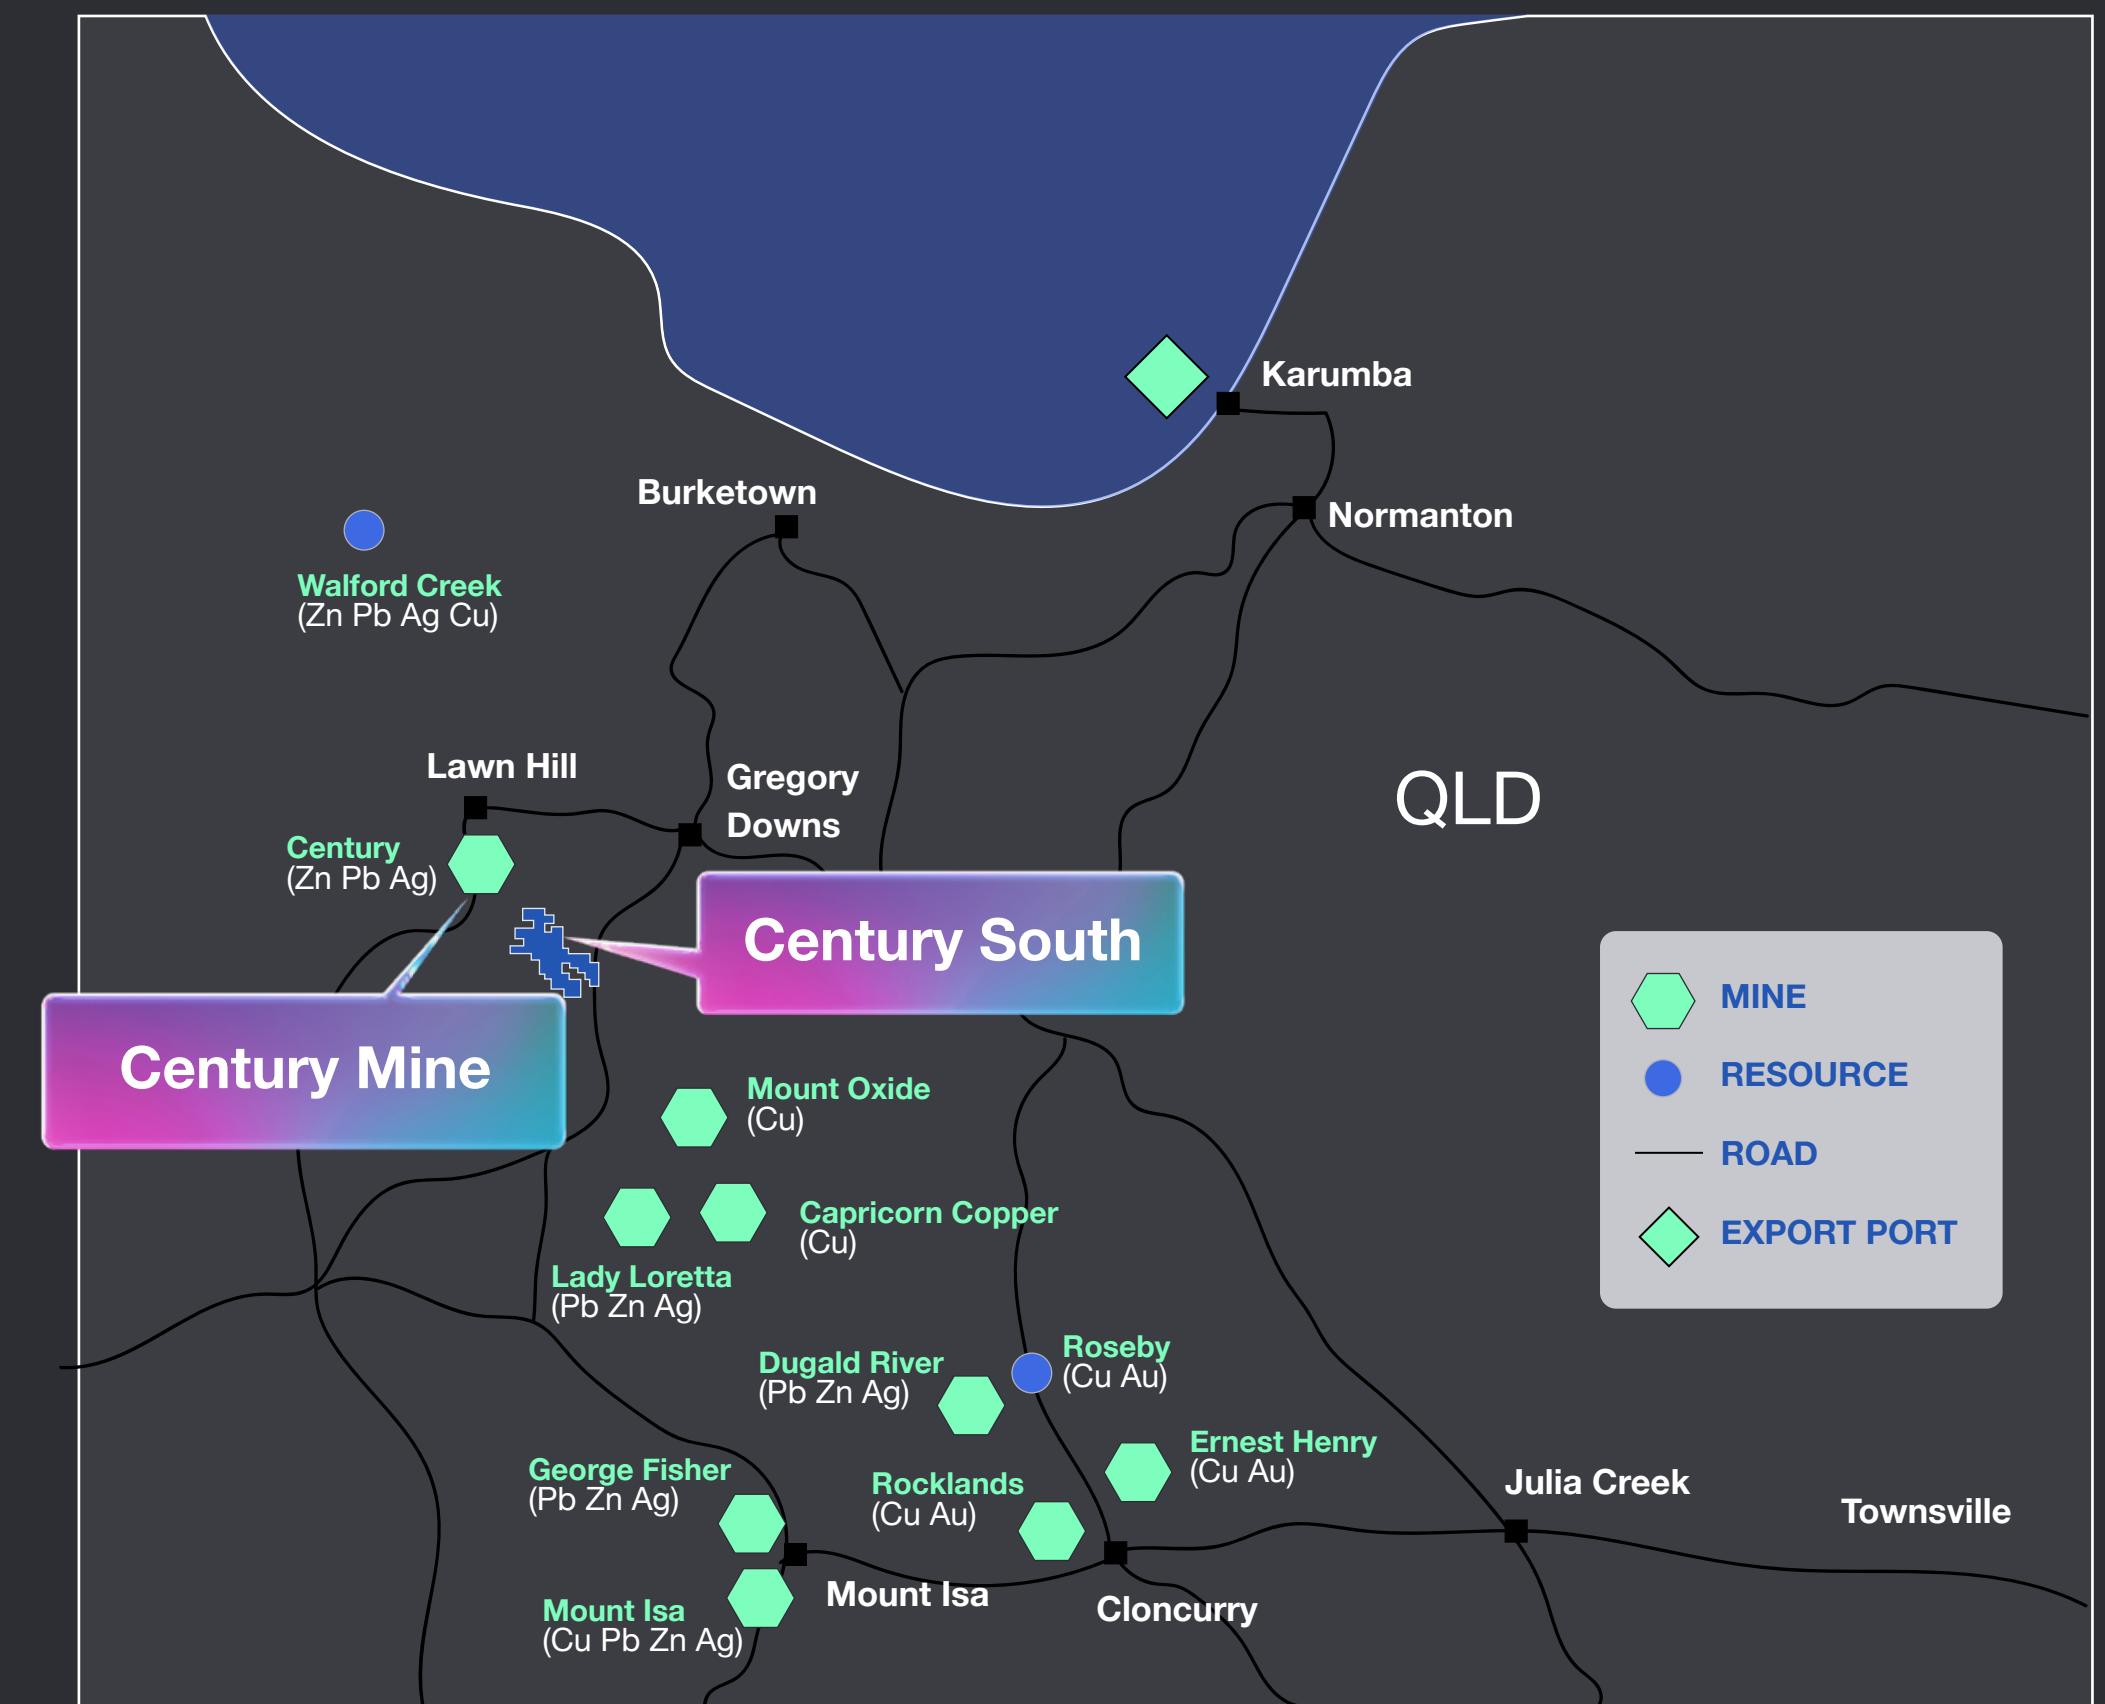 Karumba
Burketown
Normanton
Walford Creek
(Zn Pb Ag Cu)
Lawn Hill
Gregory
Downs
QLD
Century
(Zn Pb Ag)
Century South
Century Mine
MINE
RESOURCE
ROAD
EXPORT PORT
Mount Oxide
(Cu)
Capricorn Copper
(Cu)
Lady Loretta
(Pb Zn Ag)
Roseby
(Cu Au)
Dugald River
(Pb Zn Ag)
Ernest Henry
(Cu Au)
George Fisher
(Pb Zn Ag)
Rocklands
(Cu Au)
Julia Creek
Townsville
Mount Isa
Cloncurry
Mount Isa
(Cu Pb Zn Ag)